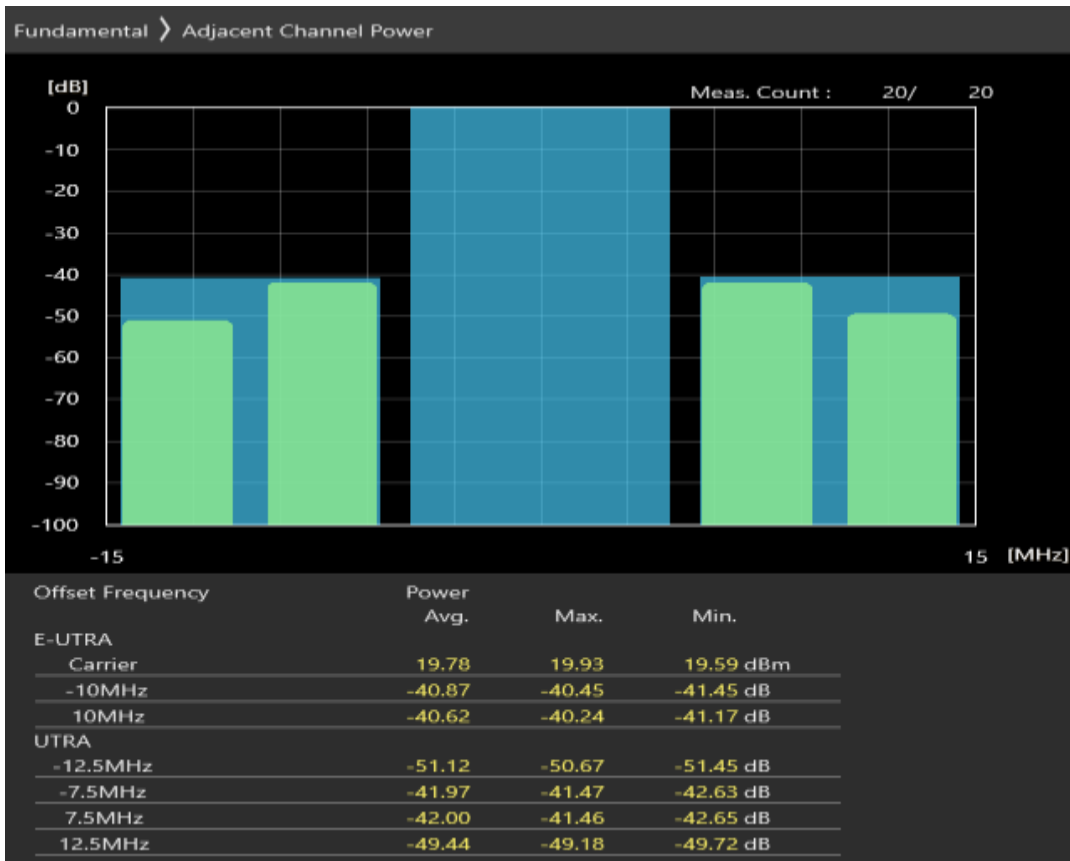 Fundamental 〉 Adjacent Channel Power
[dB]
Meas. Count : 20/ 20
0
-10
-20
-30
-40
-50
-60
-70
-80
-90
-100
-15 15 [MHz]
Offset Frequency Power
Avg. Max. Min.
E-UTRA
Carrier 19.78 19.93 19.59 dBm
-10MHz -40.87 -40.45 -41.45 dB
10MHz -40.62 -40.24 -41.17 dB
UTRA
-12.5MHz -51.12 -50.67 -51.45 dB
-7.5MHz -41.97 -41.47 -42.63 dB
7.5MHz -42.00 -41.46 -42.65 dB
12.5MHz -49.44 -49.18 -49.72 dB